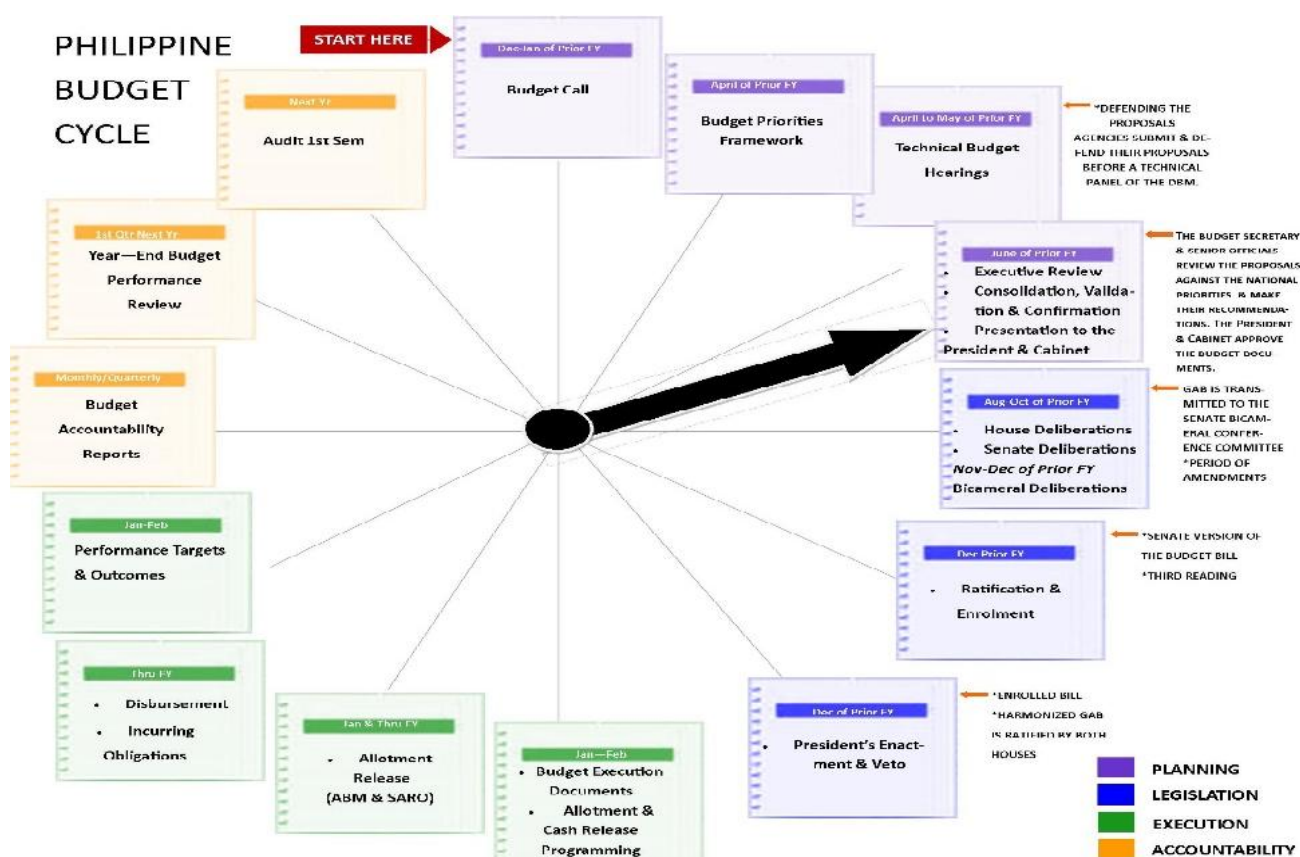 PHILIPPINE
BUDGET
CYCLE
START HERE
Dec-Jan of Prior FY
Budget Call
April of Prior FY
Budget Priorities
Framework
April to May of Prior FY
Technical Budget
Hearings
*DEFENDING THE
PROPOSALS
AGENCIES SUBMIT & DE-
FEND THEIR PROPOSALS
BEFORE A TECHNICAL
PANEL OF THE DBM.
June of Prior FY
• Executive Review
• Consolidation, Valida-
tion & Confirmation
• Presentation to the
President & Cabinet
THE BUDGET SECRETARY
& SENIOR OFFICIALS
REVIEW THE PROPOSALS
AGAINST THE NATIONAL
PRIORITIES & MAKE
THEIR RECOMMENDA-
TIONS. THE PRESIDENT
& CABINET APPROVE
THE BUDGET DOCU-
MENTS.
Aug-Oct of Prior FY
• House Deliberations
• Senate Deliberations
Nov-Dec of Prior FY
Bicameral Deliberations
GAB IS TRANS-
MITTED TO THE
SENATE BICAM-
ERAL CONFER-
ENCE COMMITTEE
*PERIOD OF
AMENDMENTS
Dec Prior FY
• Ratification &
Enrolment
*SENATE VERSION OF
THE BUDGET BILL
*THIRD READING
Dec of Prior FY
• President's Enact-
ment & Veto
*ENROLLED BILL
*HARMONIZED GAB
IS RATIFIED BY BOTH
HOUSES
Jan—Feb
• Budget Execution
Documents
• Allotment &
Cash Release
Programming
Jan & Thru FY
• Allotment
Release
(ABM & SARO)
Thru FY
• Disbursement
• Incurring
Obligations
Jan-Feb
Performance Targets
& Outcomes
Monthly/Quarterly
Budget
Accountability
Reports
1st Qtr Next Yr
Year—End Budget
Performance
Review
Next Yr
Audit 1st Sem
PLANNING
LEGISLATION
EXECUTION
ACCOUNTABILITY